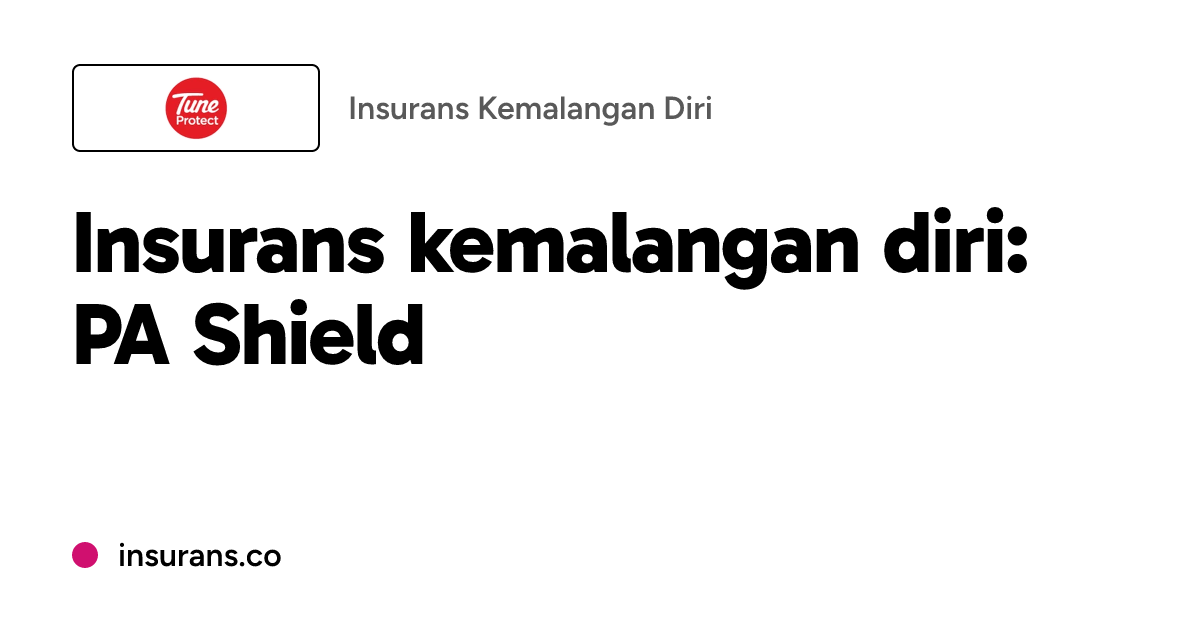 Tune
Protect
Insurans Kemalangan Diri
Insurans kemalangan diri:
PA Shield
insurans.co